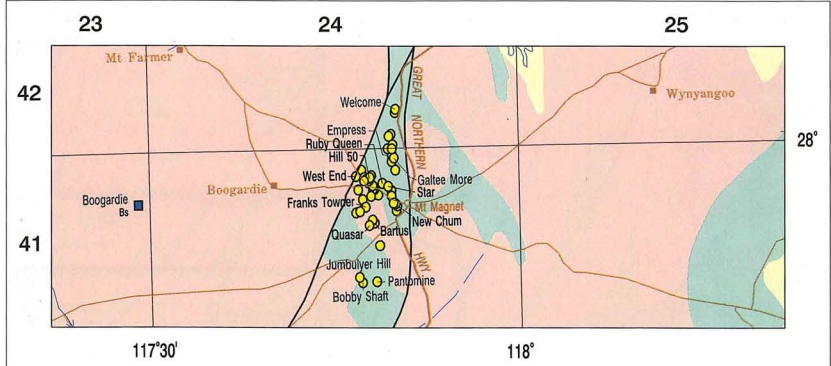 23
24
25
Mt Farmer
42
GREAT
Welcome
Wynyangoo
NORTHERN
Empress
28°
Ruby Queen
Hill 50
West End
Galtee More
Boogardie
Star
Boogardie
Bs
Franks Tower
Mt Magnet
New Chum
Quasar
Bartus
41
HWY
Jumbulyer Hill
Pantomine
Bobby Shaft
117°30'
118°